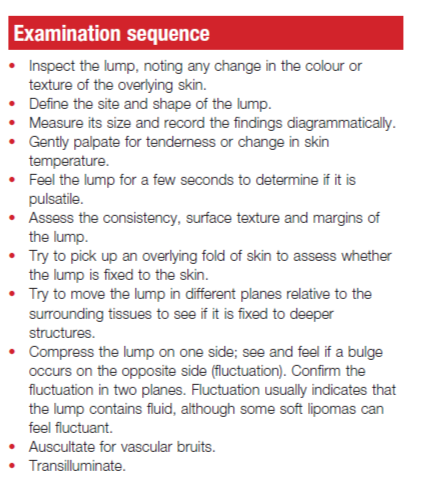 Examination sequence
• Inspect the lump, noting any change in the colour or
texture of the overlying skin.
• Define the site and shape of the lump.
• Measure its size and record the findings diagrammatically.
• Gently palpate for tenderness or change in skin
temperature.
• Feel the lump for a few seconds to determine if it is
pulsatile.
• Assess the consistency, surface texture and margins of
the lump.
• Try to pick up an overlying fold of skin to assess whether
the lump is fixed to the skin.
• Try to move the lump in different planes relative to the
surrounding tissues to see if it is fixed to deeper
structures.
• Compress the lump on one side; see and feel if a bulge
occurs on the opposite side (fluctuation). Confirm the
fluctuation in two planes. Fluctuation usually indicates that
the lump contains fluid, although some soft lipomas can
feel fluctuant.
• Auscultate for vascular bruits.
• Transilluminate.